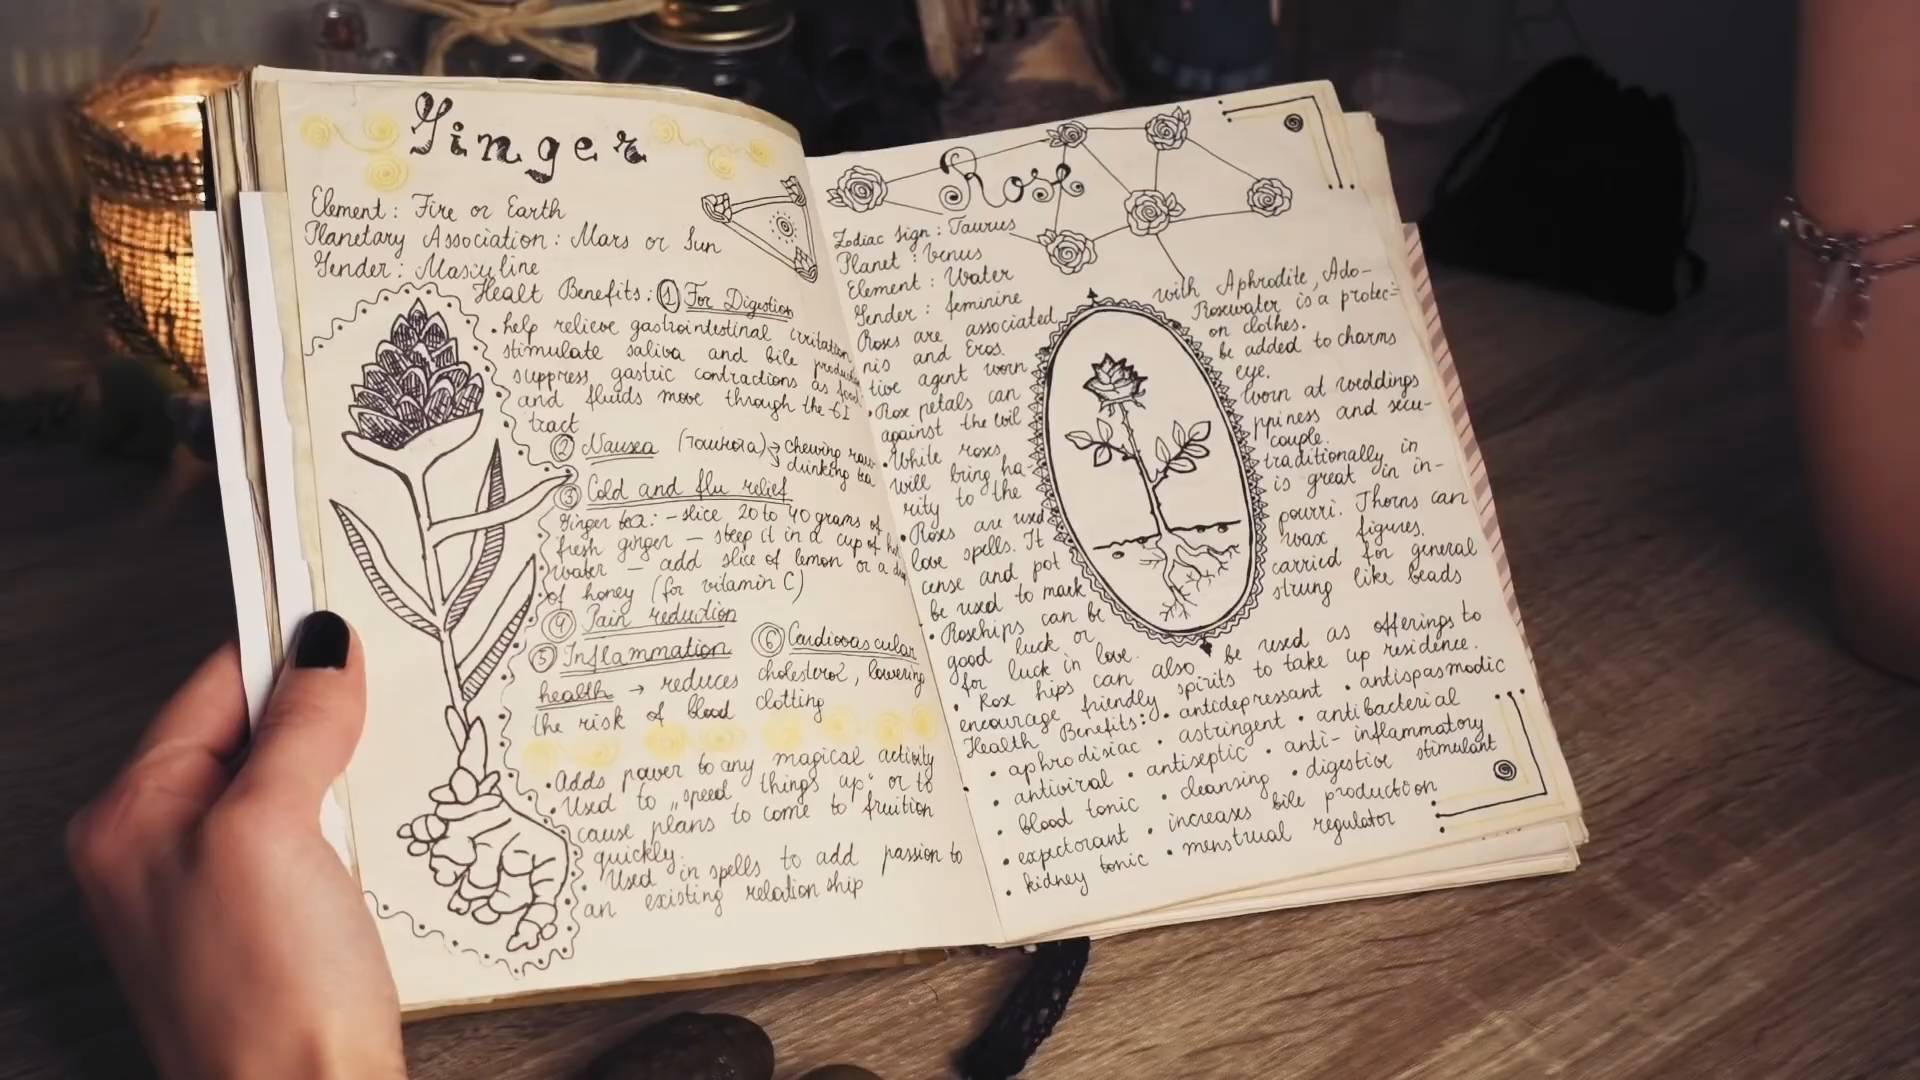 Ginger
Element: Fire or Earth
Planetary Association: Mars or Sun
Gender: Masculine
Healt Benefits: ① For Digestion
• help relieve gastrointestinal irritation
stimulate saliva and bile production
suppress gastric contractions as food
and fluids move through the GI
tract
② Nausea → chewing raw
→ drinking tea
③ Cold and flu relief
Ginger tea: - slice 20 to 40 grams of
fresh ginger - steep it in a cup of hot
water - add slice of lemon or a drop
of honey (for vitamin C)
④ Pain reduction
⑤ Inflammation ⑥ Cardiovascular
health → reduces cholesterol, lowering
the risk of blood clotting
• Adds power to any magical activity
• Used to „speed things up" or to
cause plans to come to fruition
quickly.
• Used in spells to add passion to
an existing relationship
Rose
Zodiac sign: Taurus
Planet: Venus
Element: Water
Gender: feminine
Roses are associated with Aphrodite, Ado-
nis and Eros. Rosewater is a protec-
tive agent worn on clothes.
• Rose petals can be added to charms
against the evil eye.
• White roses worn at weddings
will bring ha- ppiness and secu-
rity to the couple.
• Roses are used traditionally in
love spells. It is great in in-
cense and pot pourri. Thorns can
be used to mark wax figures.
• Rosehips can be carried for general
good luck or strung like beads
for luck in love.
• Rose hips can also be used as offerings to
encourage friendly spirits to take up residence.
Health Benefits: • antidepressant • antispasmodic
• aphrodisiac • astringent • antibacterial
• antiviral • antiseptic • anti-inflammatory
• blood tonic • cleansing • digestive stimulant
• expectorant • increases bile production
• kidney tonic • menstrual regulator